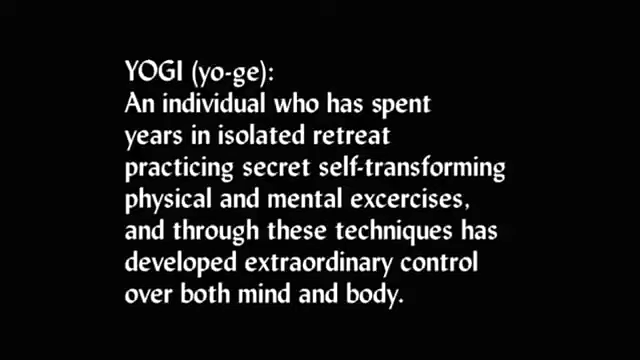 YOGI (yo-ge):
An individual who has spent
years in isolated retreat
practicing secret self-transforming
physical and mental excercises,
and through these techniques has
developed extraordinary control
over both mind and body.